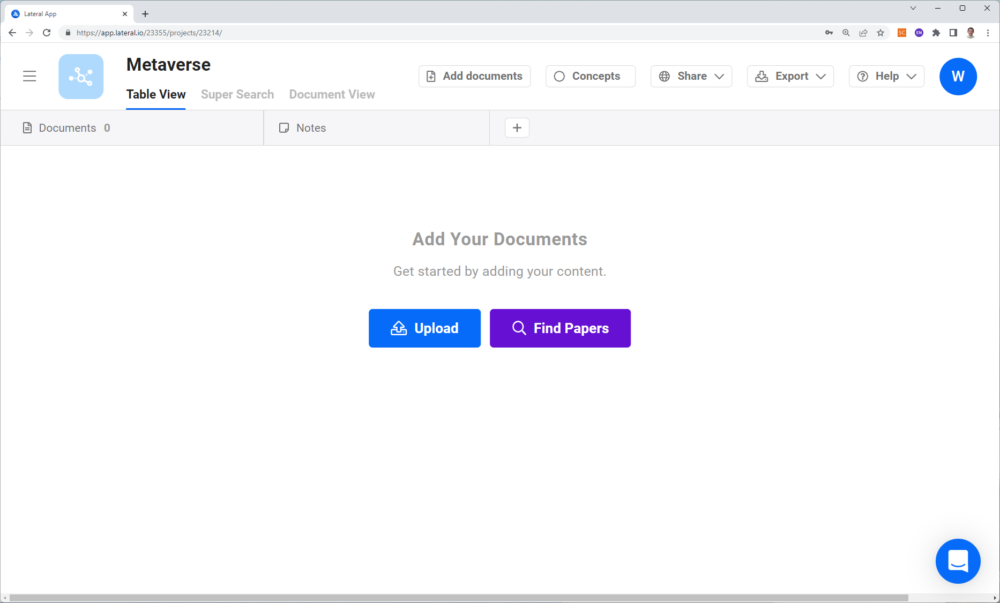 Lateral App
https://app.lateral.io/23355/projects/23214/
SC
EN
Metaverse
Add documents
Concepts
Share
Export
Help
W
Table View
Super Search
Document View
Documents 0
Notes
Add Your Documents
Get started by adding your content.
Upload
Find Papers